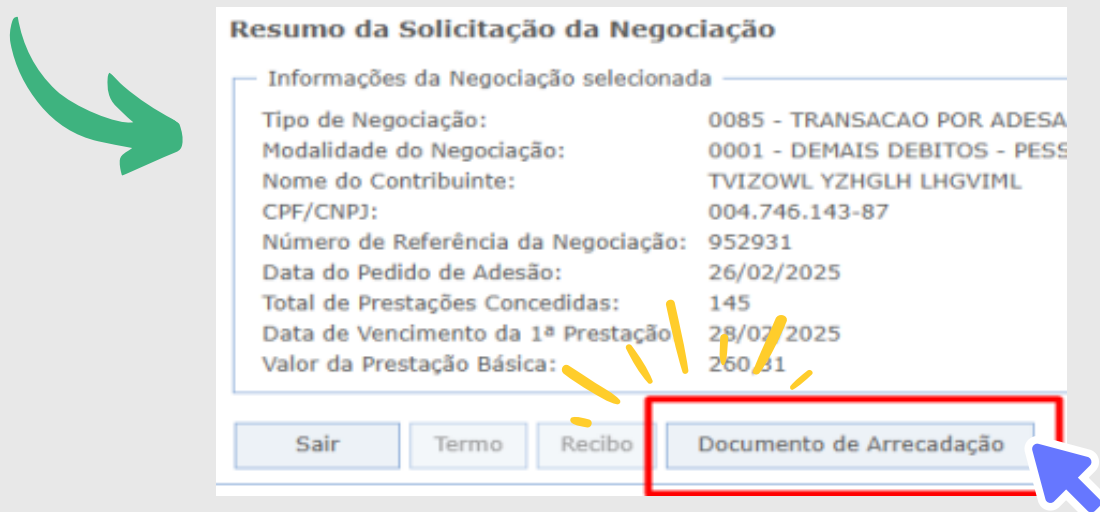 Resumo da Solicitação da Negociação
Informações da Negociação selecionada
Tipo de Negociação: 0085 - TRANSACAO POR ADESA
Modalidade do Negociação: 0001 - DEMAIS DEBITOS - PESS
Nome do Contribuinte: TVIZOWL YZHGLH LHGVIML
CPF/CNPJ: 004.746.143-87
Número de Referência da Negociação: 952931
Data do Pedido de Adesão: 26/02/2025
Total de Prestações Concedidas: 145
Data de Vencimento da 1ª Prestação 28/02/2025
Valor da Prestação Básica: 260,31
Sair Termo Recibo Documento de Arrecadação